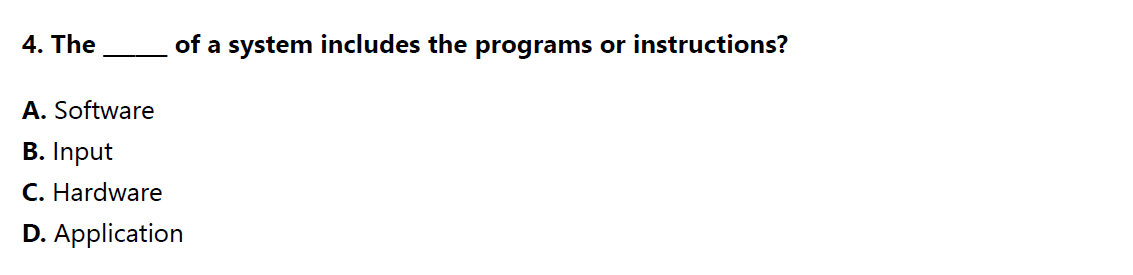 4. The _____ of a system includes the programs or instructions?
A. Software
B. Input
C. Hardware
D. Application